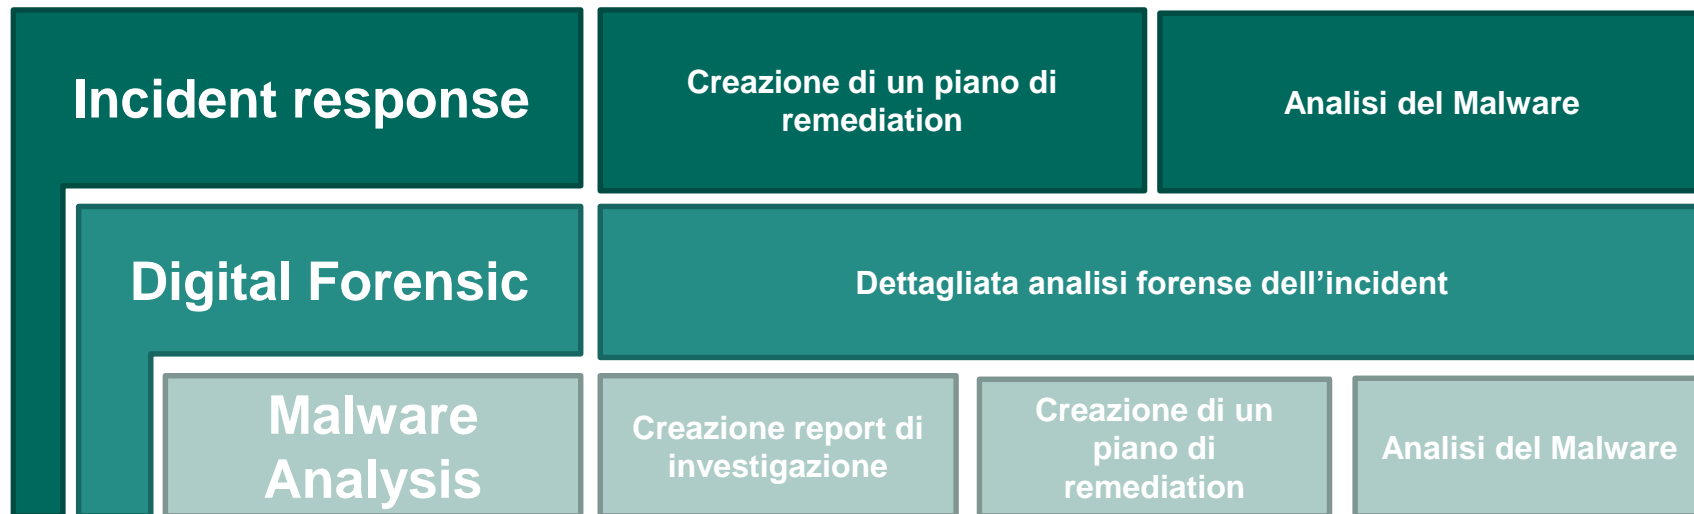 Incident response
Creazione di un piano di
remediation
Analisi del Malware
Digital Forensic
Dettagliata analisi forense dell’incident
Malware
Analysis
Creazione report di
investigazione
Creazione di un
piano di
remediation
Analisi del Malware